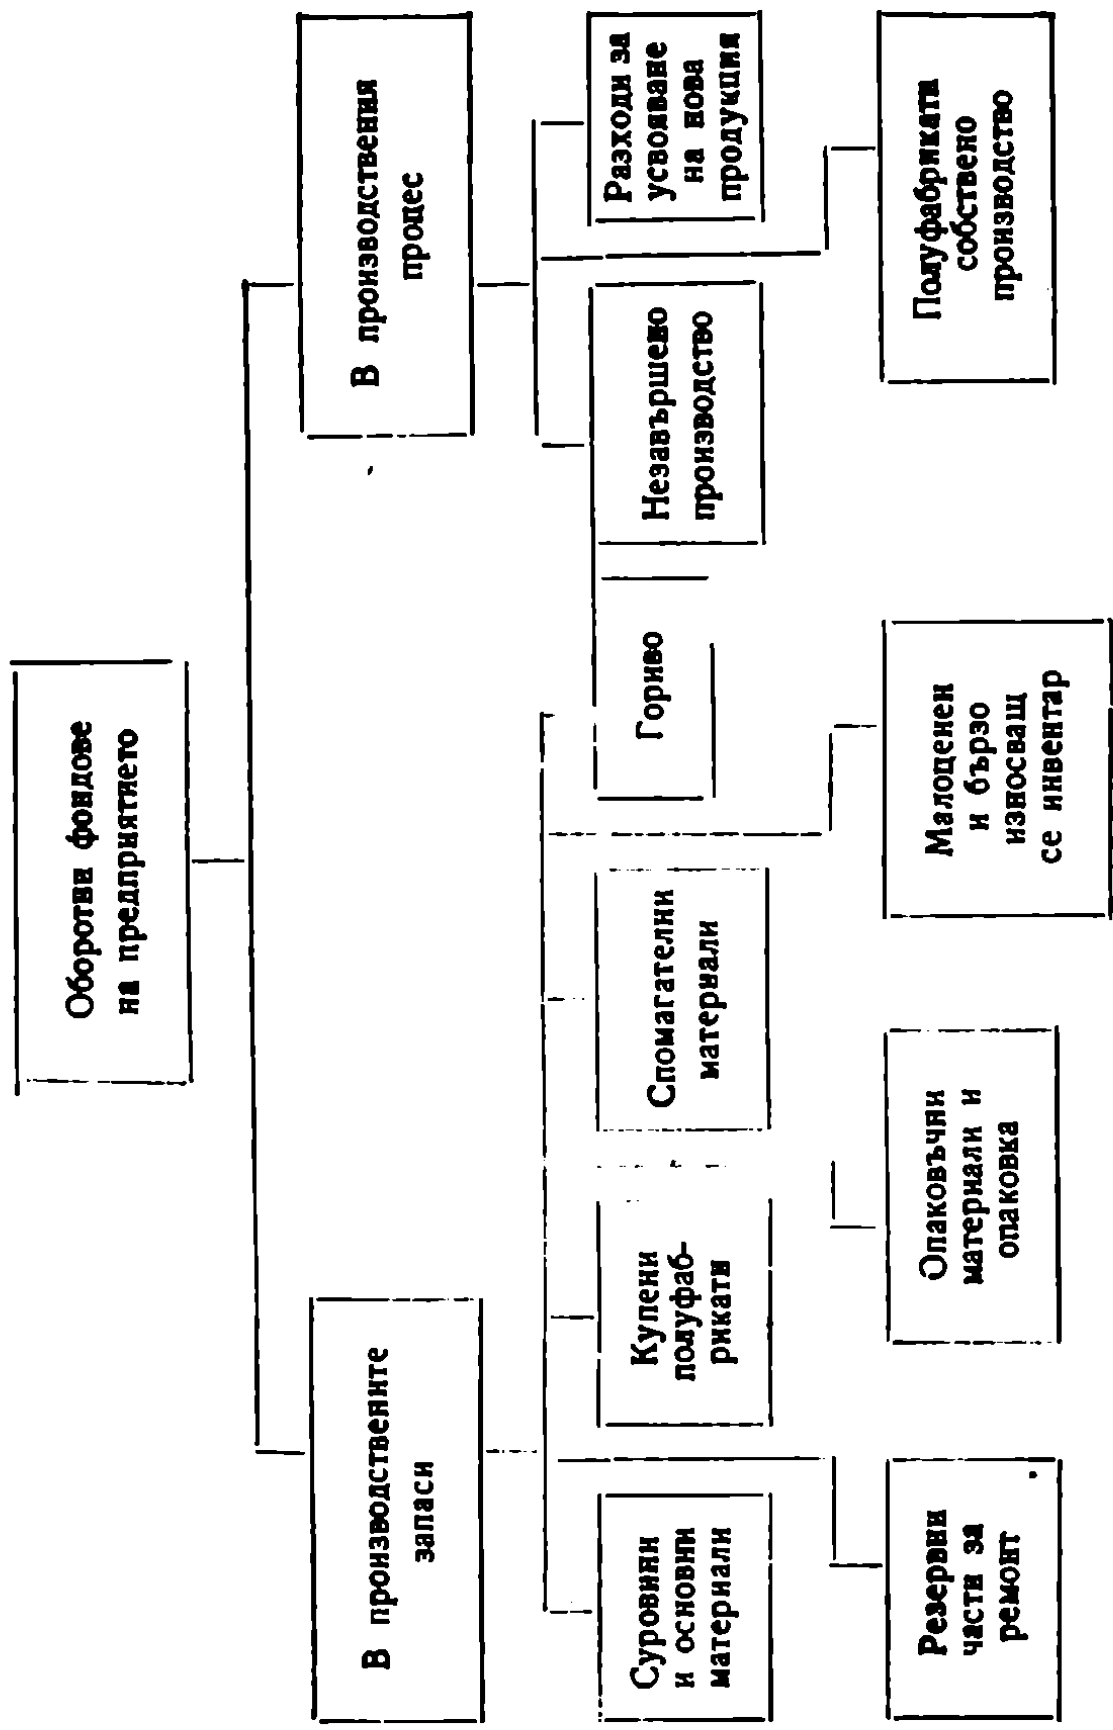 Оборотни фондове
на предприятието
В производствените
запаси
В производствения
процес
Суровини
и основни
материали
Купени
полуфаб-
рикати
Спомагателни
материали
Гориво
Незавършено
производство
Разходи за
усвояване
на нова
продукция
Резервни
части за
ремонт
Опаковъчни
материали и
опаковка
Малоценен
и бързо
износващ
се инвентар
Полуфабрикати
собствено
производство